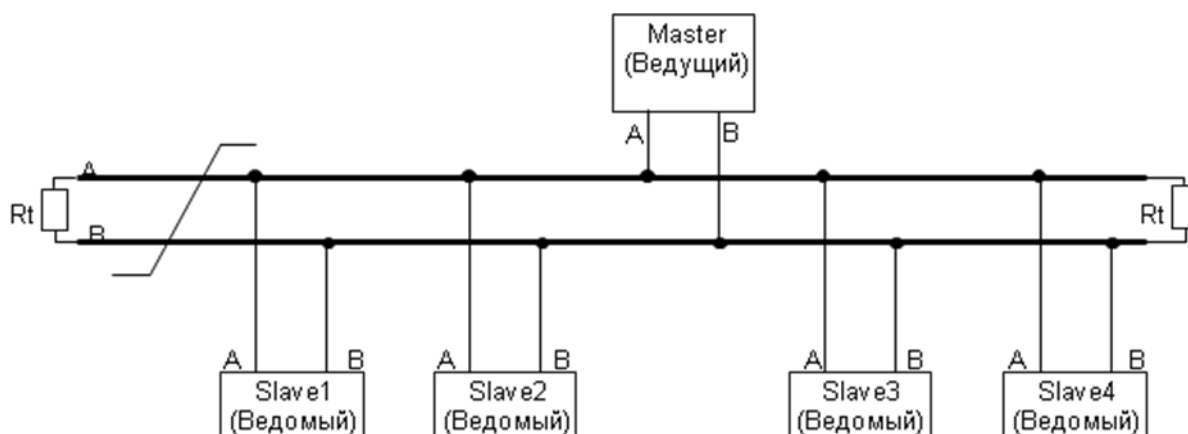 Master
(Ведущий)
A B
A
Rt
Rt
B
A B
A B
A B
A B
Slave1
(Ведомый)
Slave2
(Ведомый)
Slave3
(Ведомый)
Slave4
(Ведомый)